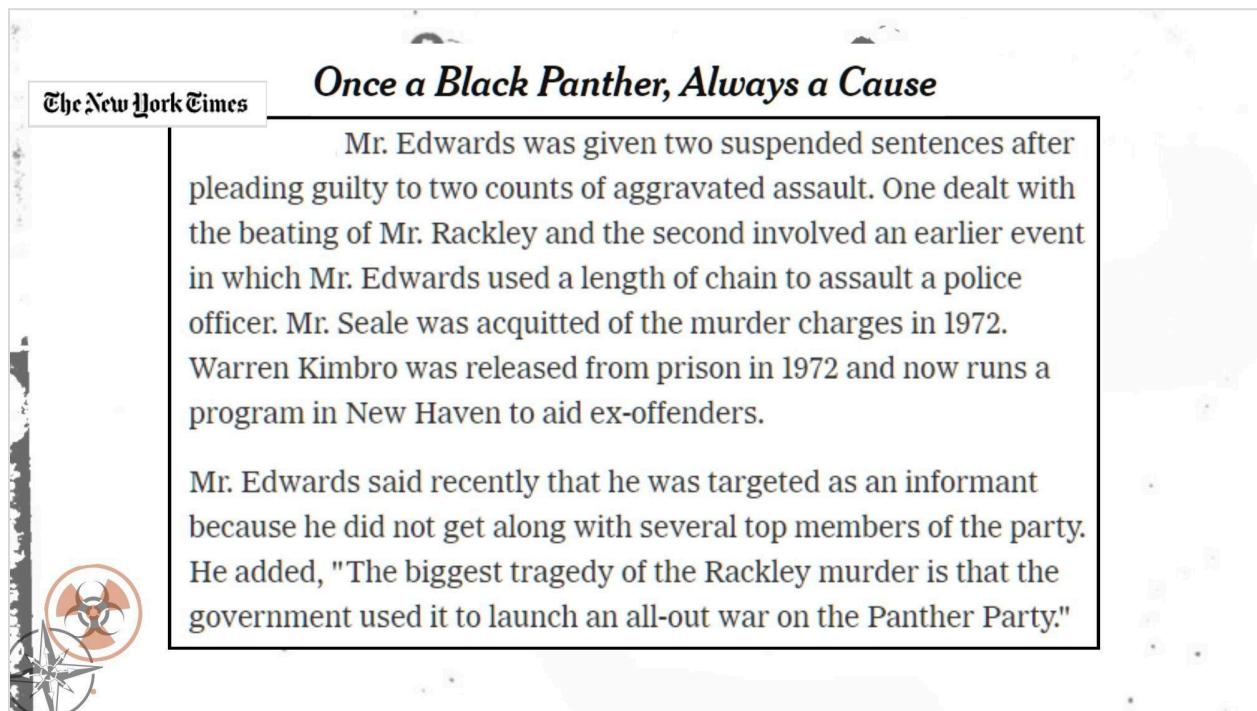 Once a Black Panther, Always a Cause
The New York Times
Mr. Edwards was given two suspended sentences after
pleading guilty to two counts of aggravated assault. One dealt with
the beating of Mr. Rackley and the second involved an earlier event
in which Mr. Edwards used a length of chain to assault a police
officer. Mr. Seale was acquitted of the murder charges in 1972.
Warren Kimbro was released from prison in 1972 and now runs a
program in New Haven to aid ex-offenders.
Mr. Edwards said recently that he was targeted as an informant
because he did not get along with several top members of the party.
He added, "The biggest tragedy of the Rackley murder is that the
government used it to launch an all-out war on the Panther Party."